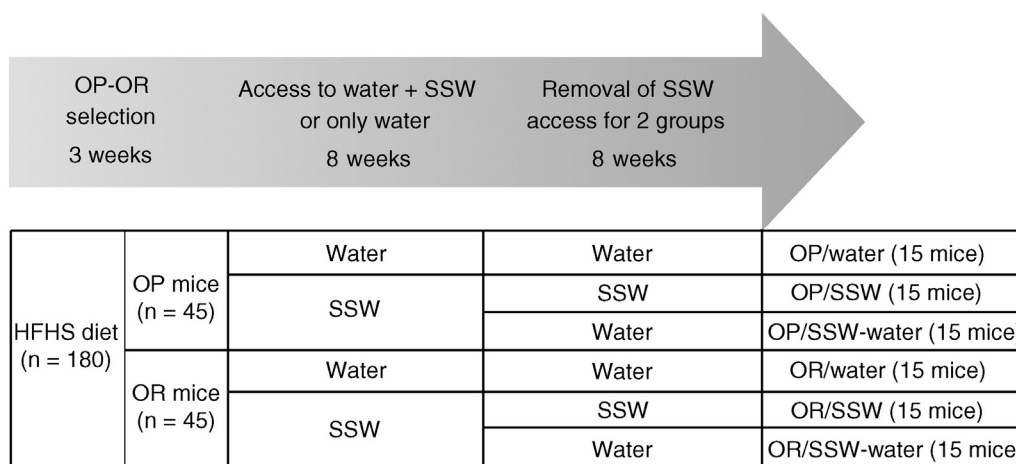 OP-OR
selection
3 weeks
Access to water + SSW
or only water
8 weeks
Removal of SSW
access for 2 groups
8 weeks
HFHS diet
(n = 180)
OP mice
(n = 45)
Water
Water
OP/water (15 mice)
SSW
SSW
OP/SSW (15 mice)
Water
OP/SSW-water (15 mice
OR mice
(n = 45)
Water
Water
OR/water (15 mice)
SSW
SSW
OR/SSW (15 mice)
Water
OR/SSW-water (15 mice